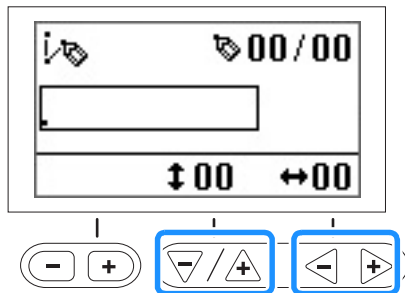 00/00
↕00 ↔00
- + -/+ - +